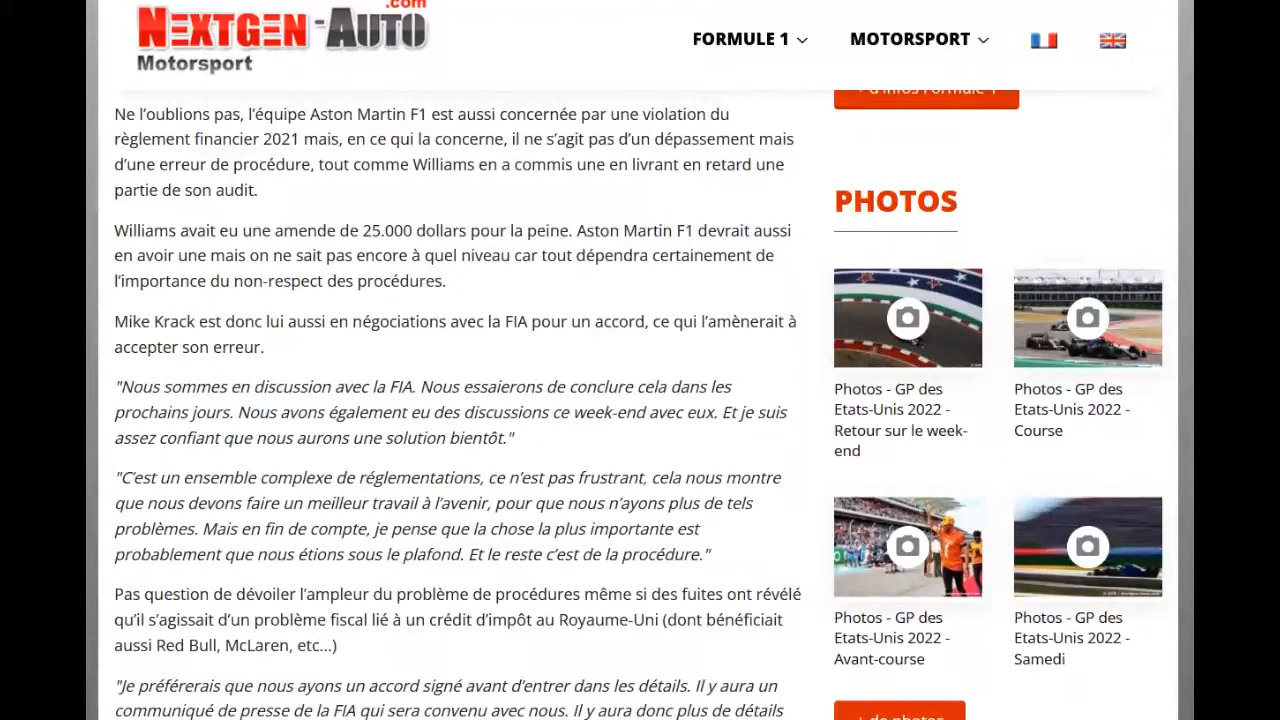 .com
NEXTGEN-AUTO
Motorsport
FORMULE 1
MOTORSPORT
+ d'infos Formule 1
Ne l’oublions pas, l’équipe Aston Martin F1 est aussi concernée par une violation du
règlement financier 2021 mais, en ce qui la concerne, il ne s’agit pas d’un dépassement mais
d’une erreur de procédure, tout comme Williams en a commis une en livrant en retard une
partie de son audit.
Williams avait eu une amende de 25.000 dollars pour la peine. Aston Martin F1 devrait aussi
en avoir une mais on ne sait pas encore à quel niveau car tout dépendra certainement de
l’importance du non-respect des procédures.
Mike Krack est donc lui aussi en négociations avec la FIA pour un accord, ce qui l’amènerait à
accepter son erreur.
"Nous sommes en discussion avec la FIA. Nous essaierons de conclure cela dans les
prochains jours. Nous avons également eu des discussions ce week-end avec eux. Et je suis
assez confiant que nous aurons une solution bientôt."
"C’est un ensemble complexe de réglementations, ce n’est pas frustrant, cela nous montre
que nous devons faire un meilleur travail à l’avenir, pour que nous n’ayons plus de tels
problèmes. Mais en fin de compte, je pense que la chose la plus importante est
probablement que nous étions sous le plafond. Et le reste c’est de la procédure."
Pas question de dévoiler l’ampleur du problème de procédures même si des fuites ont révélé
qu’il s’agissait d’un problème fiscal lié à un crédit d’impôt au Royaume-Uni (dont bénéficiait
aussi Red Bull, McLaren, etc...)
"Je préférerais que nous ayons un accord signé avant d’entrer dans les détails. Il y aura un
communiqué de presse de la FIA qui sera convenu avec nous. Il y aura donc plus de détails
PHOTOS
Photos - GP des
Etats-Unis 2022 -
Retour sur le week-
end
Photos - GP des
Etats-Unis 2022 -
Course
Photos - GP des
Etats-Unis 2022 -
Avant-course
Photos - GP des
Etats-Unis 2022 -
Samedi
+ de photos